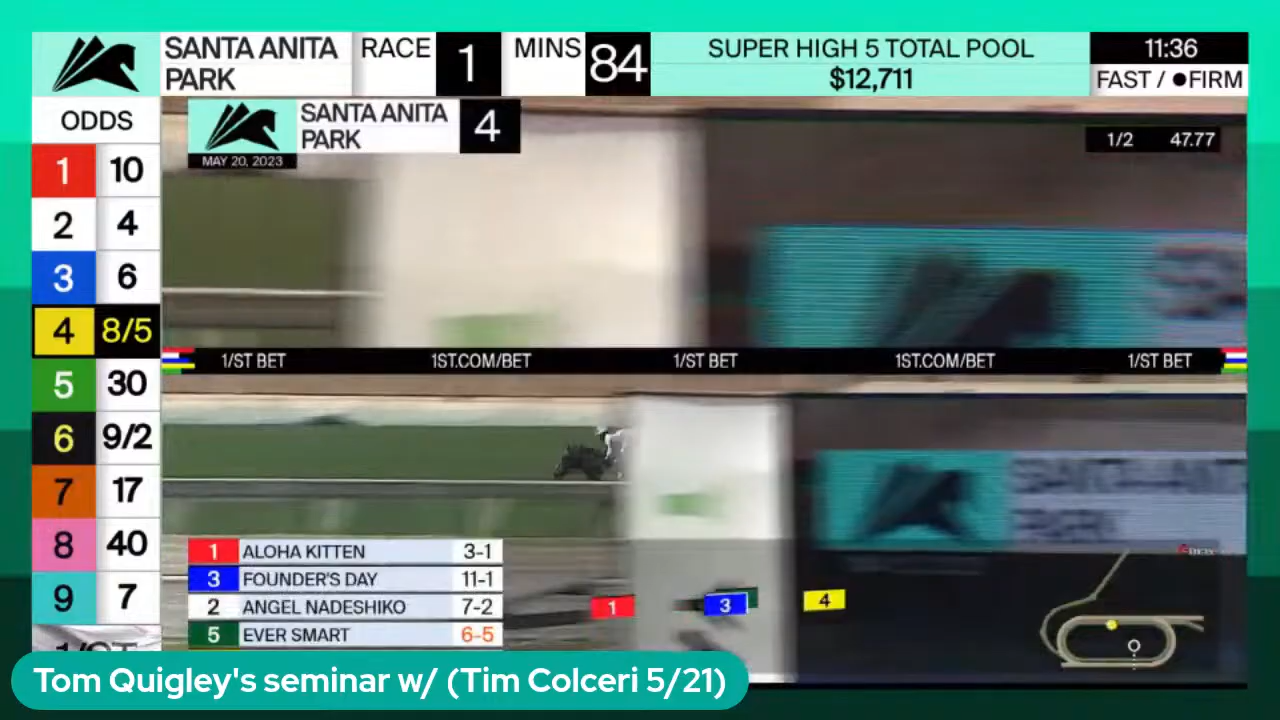 SANTA ANITA
PARK
RACE 1
MINS 84
SUPER HIGH 5 TOTAL POOL
$12,711
11:36
FAST / ●FIRM
ODDS
1 10
2 4
3 6
4 8/5
5 30
6 9/2
7 17
8 40
9 7
SANTA ANITA
PARK
4
MAY 20, 2023
1/2 47.77
1/ST BET 1ST.COM/BET 1/ST BET 1ST.COM/BET 1/ST BET
SANTA ANITA
PARK
1 ALOHA KITTEN 3-1
3 FOUNDER'S DAY 11-1
2 ANGEL NADESHIKO 7-2
5 EVER SMART 6-5
1 3 4
Tom Quigley's seminar w/ (Tim Colceri 5/21)